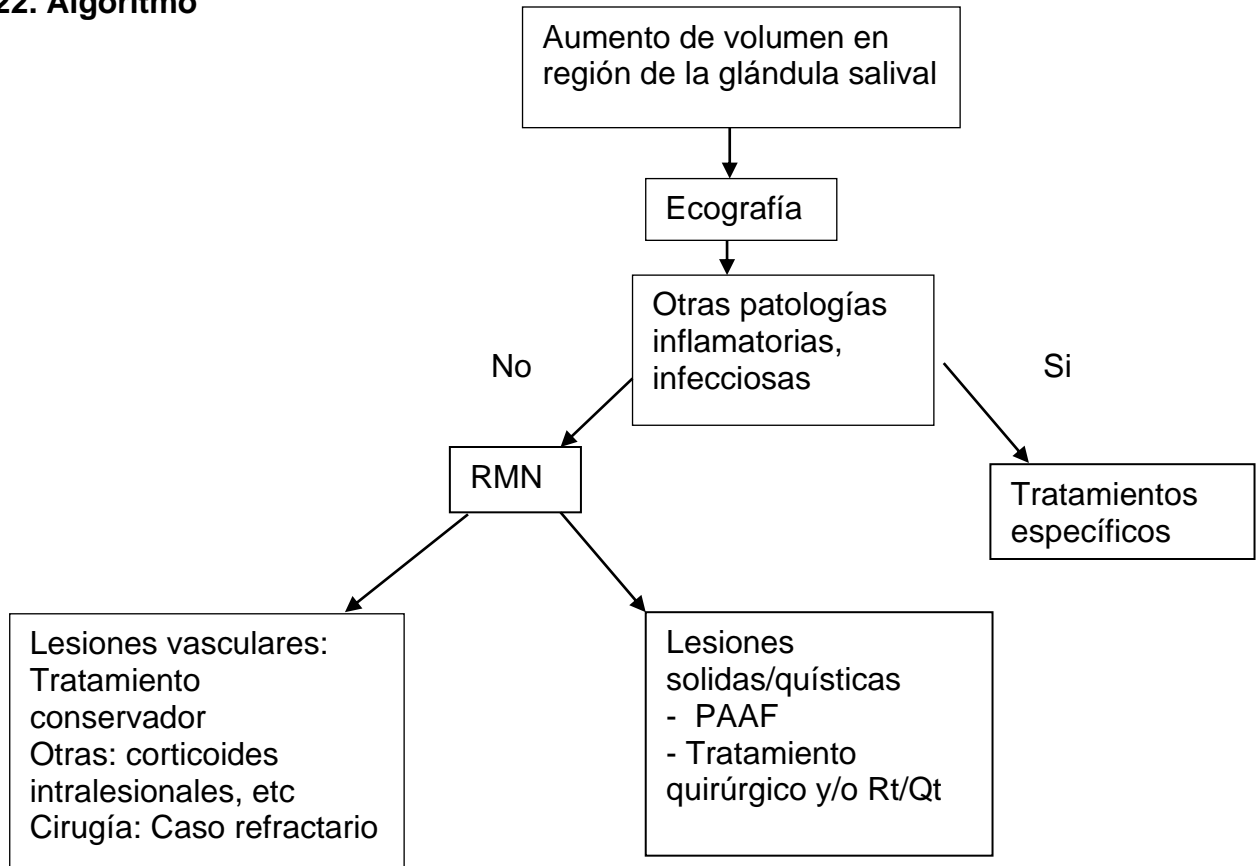 22. Algoritmo
Aumento de volumen en
región de la glándula salival
Ecografía
Otras patologías
inflamatorias,
infecciosas
No
Si
RMN
Tratamientos
específicos
Lesiones vasculares:
Tratamiento
conservador
Otras: corticoides
intralesionales, etc
Cirugía: Caso refractario
Lesiones
solidas/quísticas
- PAAF
- Tratamiento
quirúrgico y/o Rt/Qt